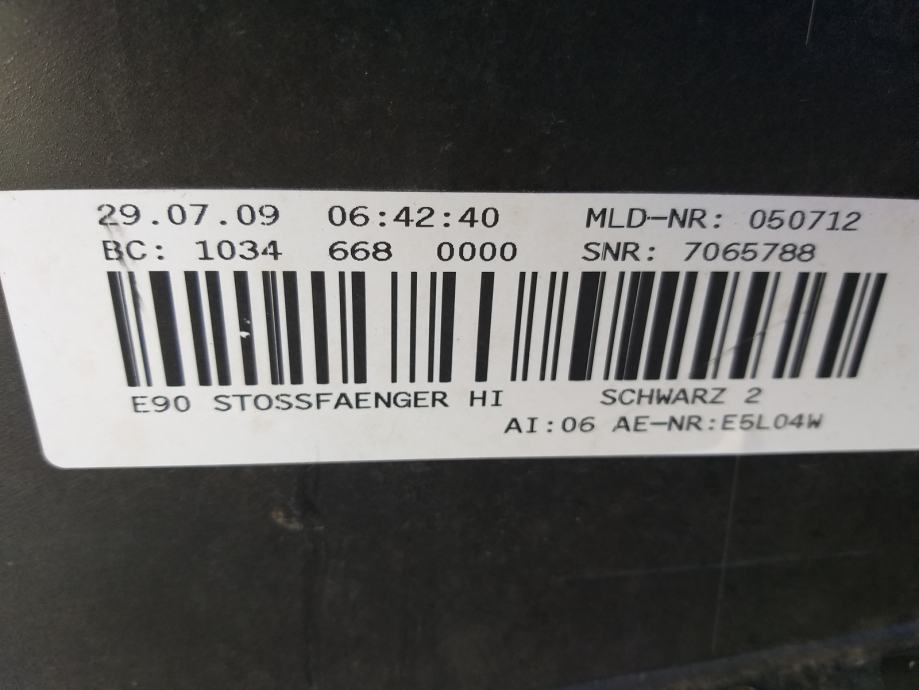 29.07.09 06:42:40 MLD-NR: 050712
BC: 1034 668 0000 SNR: 7065788
E90 STOSSFAENGER HI SCHWARZ 2
AI:06 AE-NR:E5L04W